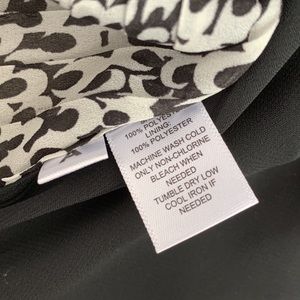 100% POLYESTER
LINING:
100% POLYESTER
MACHINE WASH COLD
ONLY NON-CHLORINE
BLEACH WHEN
NEEDED
TUMBLE DRY LOW
COOL IRON IF
NEEDED